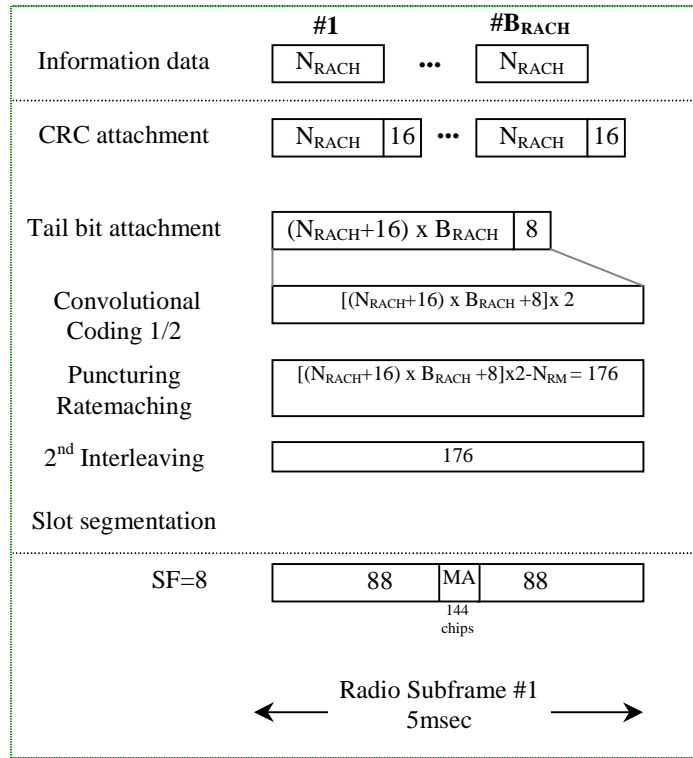 #1 #B_RACH
Information data N_RACH ... N_RACH
CRC attachment N_RACH 16 ... N_RACH 16
Tail bit attachment (N_RACH+16) x B_RACH 8
Convolutional
Coding 1/2
[(N_RACH+16) x B_RACH +8]x 2
Puncturing
Ratemaching
[(N_RACH+16) x B_RACH +8]x2-N_RM = 176
2nd Interleaving 176
Slot segmentation
SF=8 88 MA 88
144
chips
Radio Subframe #1
5msec